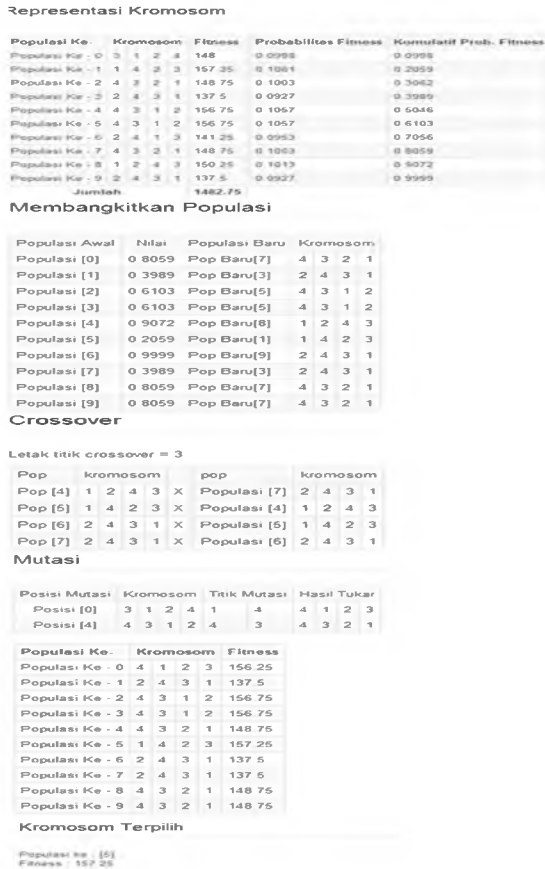 Representasi Kromosom
Populasi Ke- Kromosom Fitness Probabilitas Fitness Komulatif Prob. Fitness
Populasi Ke - 0 3 1 2 4 148 0.0998 0.0998
Populasi Ke - 1 1 4 2 3 157.25 0.1061 0.2059
Populasi Ke - 2 4 3 2 1 148.75 0.1003 0.3062
Populasi Ke - 3 2 4 3 1 137.5 0.0927 0.3989
Populasi Ke - 4 4 3 1 2 156.75 0.1057 0.5046
Populasi Ke - 5 4 3 1 2 156.75 0.1057 0.6103
Populasi Ke - 6 2 4 1 3 141.25 0.0953 0.7056
Populasi Ke - 7 4 3 2 1 148.75 0.1003 0.8059
Populasi Ke - 8 1 2 4 3 150.25 0.1013 0.9072
Populasi Ke - 9 2 4 3 1 137.5 0.0927 0.9999
Jumlah 1482.75
Membangkitkan Populasi
Populasi Awal Nilai Populasi Baru Kromosom
Populasi [0] 0.8059 Pop Baru[7] 4 3 2 1
Populasi [1] 0.3989 Pop Baru[3] 2 4 3 1
Populasi [2] 0.6103 Pop Baru[5] 4 3 1 2
Populasi [3] 0.6103 Pop Baru[5] 4 3 1 2
Populasi [4] 0.9072 Pop Baru[8] 1 2 4 3
Populasi [5] 0.2059 Pop Baru[1] 1 4 2 3
Populasi [6] 0.9999 Pop Baru[9] 2 4 3 1
Populasi [7] 0.3989 Pop Baru[3] 2 4 3 1
Populasi [8] 0.8059 Pop Baru[7] 4 3 2 1
Populasi [9] 0.8059 Pop Baru[7] 4 3 2 1
Crossover
Letak titik crossover = 3
Pop kromosom pop kromosom
Pop [4] 1 2 4 3 X Populasi [7] 2 4 3 1
Pop [5] 1 4 2 3 X Populasi [4] 1 2 4 3
Pop [6] 2 4 3 1 X Populasi [5] 1 4 2 3
Pop [7] 2 4 3 1 X Populasi [6] 2 4 3 1
Mutasi
Posisi Mutasi Kromosom Titik Mutasi Hasil Tukar
Posisi [0] 3 1 2 4 1 4 4 1 2 3
Posisi [4] 4 3 1 2 4 3 4 3 2 1
Populasi Ke- Kromosom Fitness
Populasi Ke - 0 4 1 2 3 156.25
Populasi Ke - 1 2 4 3 1 137.5
Populasi Ke - 2 4 3 1 2 156.75
Populasi Ke - 3 4 3 1 2 156.75
Populasi Ke - 4 4 3 2 1 148.75
Populasi Ke - 5 1 4 2 3 157.25
Populasi Ke - 6 2 4 3 1 137.5
Populasi Ke - 7 2 4 3 1 137.5
Populasi Ke - 8 4 3 2 1 148.75
Populasi Ke - 9 4 3 2 1 148.75
Kromosom Terpilih
Populasi ke : [5]
Fitness : 157.25